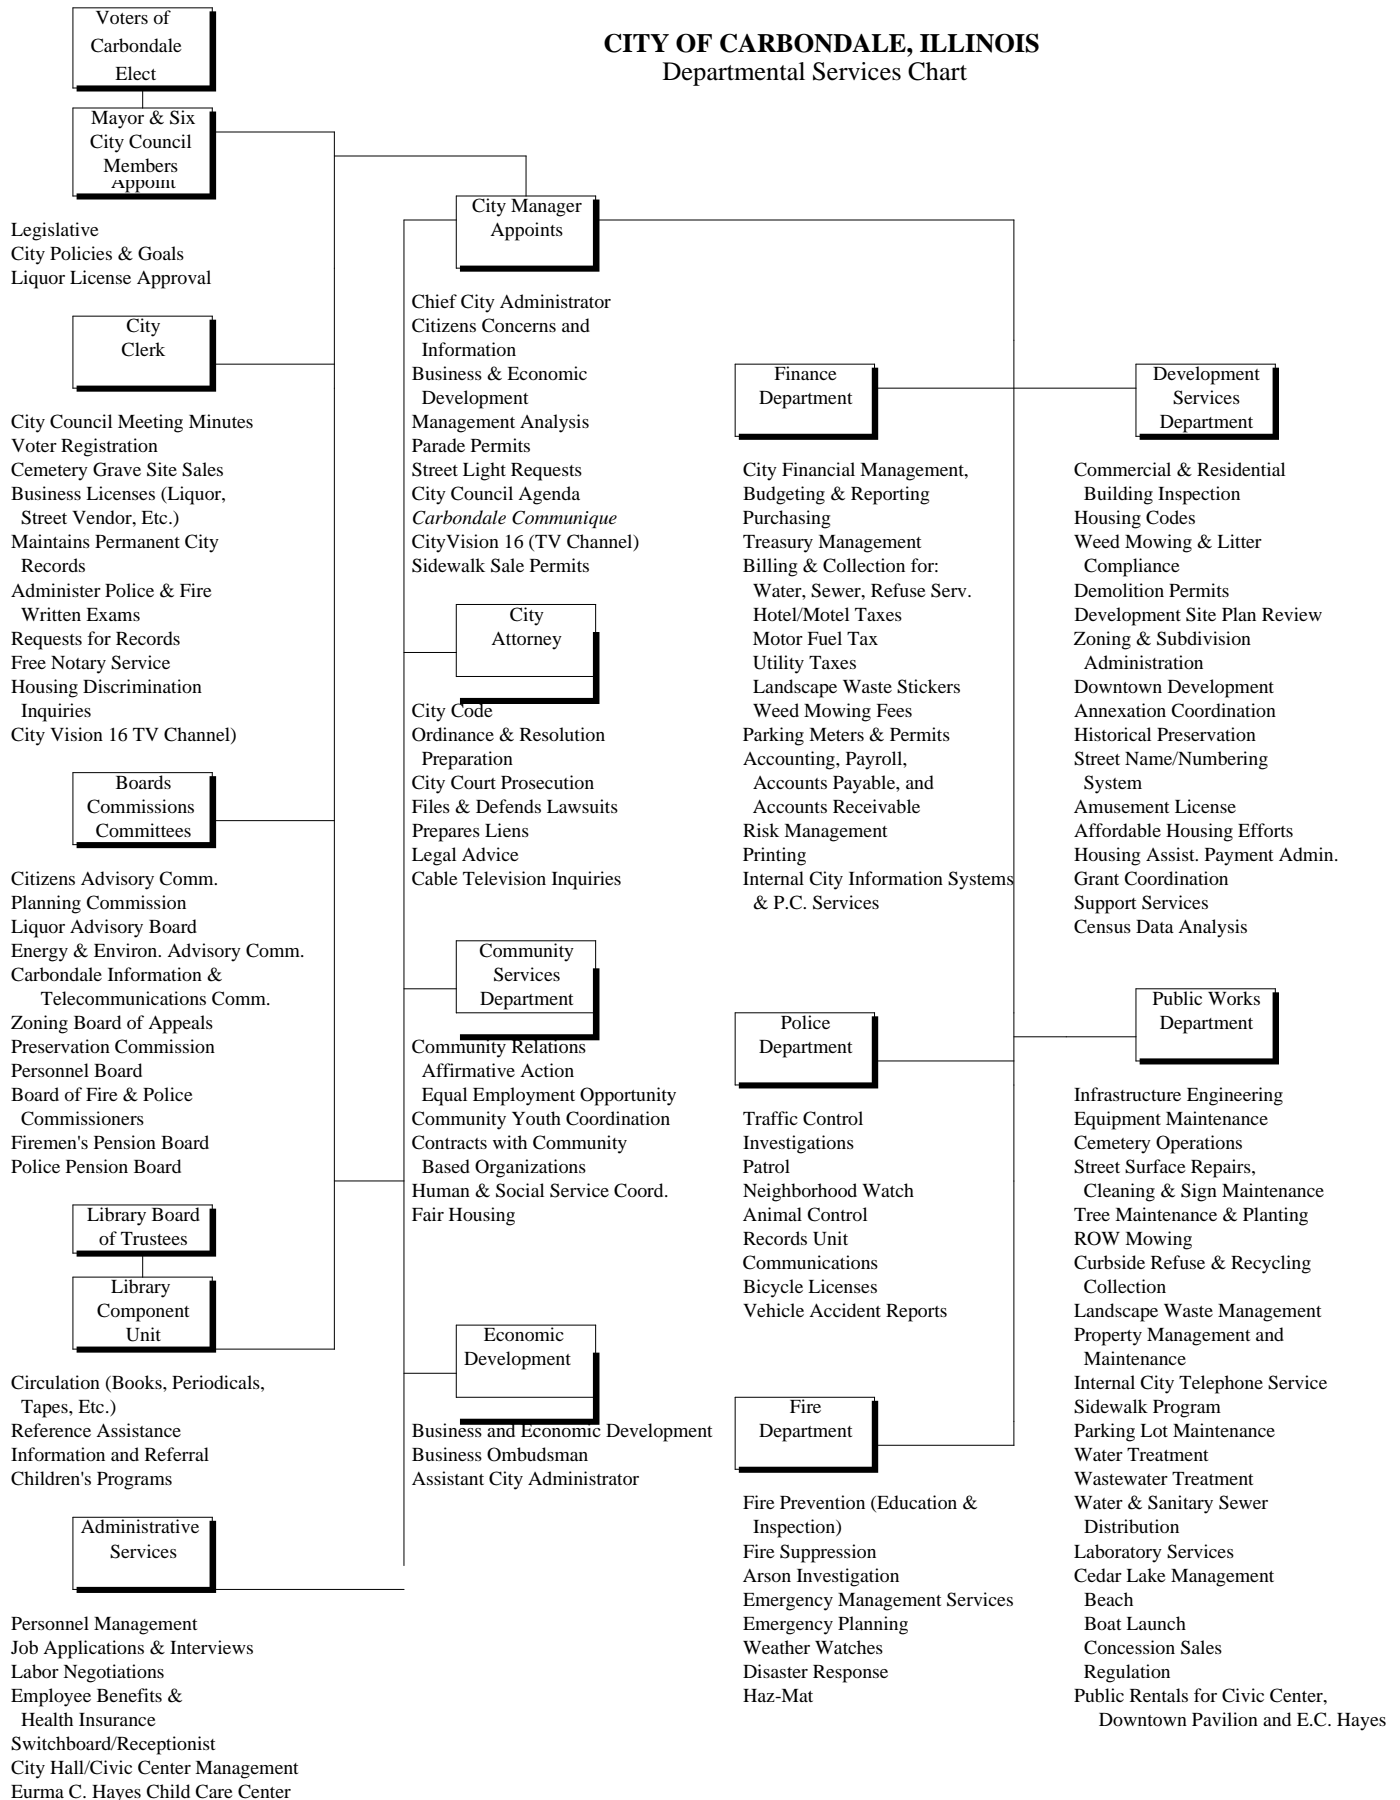 CITY OF CARBONDALE, ILLINOIS
Departmental Services Chart
Voters of
Carbondale
Elect
Mayor & Six
City Council
Members
Appoint
Legislative
City Policies & Goals
Liquor License Approval
City
Clerk
City Council Meeting Minutes
Voter Registration
Cemetery Grave Site Sales
Business Licenses (Liquor,
Street Vendor, Etc.)
Maintains Permanent City
Records
Administer Police & Fire
Written Exams
Requests for Records
Free Notary Service
Housing Discrimination
Inquiries
City Vision 16 TV Channel)
Boards
Commissions
Committees
Citizens Advisory Comm.
Planning Commission
Liquor Advisory Board
Energy & Environ. Advisory Comm.
Carbondale Information &
Telecommunications Comm.
Zoning Board of Appeals
Preservation Commission
Personnel Board
Board of Fire & Police
Commissioners
Firemen's Pension Board
Police Pension Board
Library Board
of Trustees
Library
Component
Unit
Circulation (Books, Periodicals,
Tapes, Etc.)
Reference Assistance
Information and Referral
Children's Programs
Administrative
Services
Personnel Management
Job Applications & Interviews
Labor Negotiations
Employee Benefits &
Health Insurance
Switchboard/Receptionist
City Hall/Civic Center Management
Eurma C. Hayes Child Care Center
City Manager
Appoints
Chief City Administrator
Citizens Concerns and
Information
Business & Economic
Development
Management Analysis
Parade Permits
Street Light Requests
City Council Agenda
Carbondale Communique
CityVision 16 (TV Channel)
Sidewalk Sale Permits
City
Attorney
City Code
Ordinance & Resolution
Preparation
City Court Prosecution
Files & Defends Lawsuits
Prepares Liens
Legal Advice
Cable Television Inquiries
Community
Services
Department
Community Relations
Affirmative Action
Equal Employment Opportunity
Community Youth Coordination
Contracts with Community
Based Organizations
Human & Social Service Coord.
Fair Housing
Economic
Development
Business and Economic Development
Business Ombudsman
Assistant City Administrator
Finance
Department
City Financial Management,
Budgeting & Reporting
Purchasing
Treasury Management
Billing & Collection for:
Water, Sewer, Refuse Serv.
Hotel/Motel Taxes
Motor Fuel Tax
Utility Taxes
Landscape Waste Stickers
Weed Mowing Fees
Parking Meters & Permits
Accounting, Payroll,
Accounts Payable, and
Accounts Receivable
Risk Management
Printing
Internal City Information Systems
& P.C. Services
Police
Department
Traffic Control
Investigations
Patrol
Neighborhood Watch
Animal Control
Records Unit
Communications
Bicycle Licenses
Vehicle Accident Reports
Fire
Department
Fire Prevention (Education &
Inspection)
Fire Suppression
Arson Investigation
Emergency Management Services
Emergency Planning
Weather Watches
Disaster Response
Haz-Mat
Development
Services
Department
Commercial & Residential
Building Inspection
Housing Codes
Weed Mowing & Litter
Compliance
Demolition Permits
Development Site Plan Review
Zoning & Subdivision
Administration
Downtown Development
Annexation Coordination
Historical Preservation
Street Name/Numbering
System
Amusement License
Affordable Housing Efforts
Housing Assist. Payment Admin.
Grant Coordination
Support Services
Census Data Analysis
Public Works
Department
Infrastructure Engineering
Equipment Maintenance
Cemetery Operations
Street Surface Repairs,
Cleaning & Sign Maintenance
Tree Maintenance & Planting
ROW Mowing
Curbside Refuse & Recycling
Collection
Landscape Waste Management
Property Management and
Maintenance
Internal City Telephone Service
Sidewalk Program
Parking Lot Maintenance
Water Treatment
Wastewater Treatment
Water & Sanitary Sewer
Distribution
Laboratory Services
Cedar Lake Management
Beach
Boat Launch
Concession Sales
Regulation
Public Rentals for Civic Center,
Downtown Pavilion and E.C. Hayes